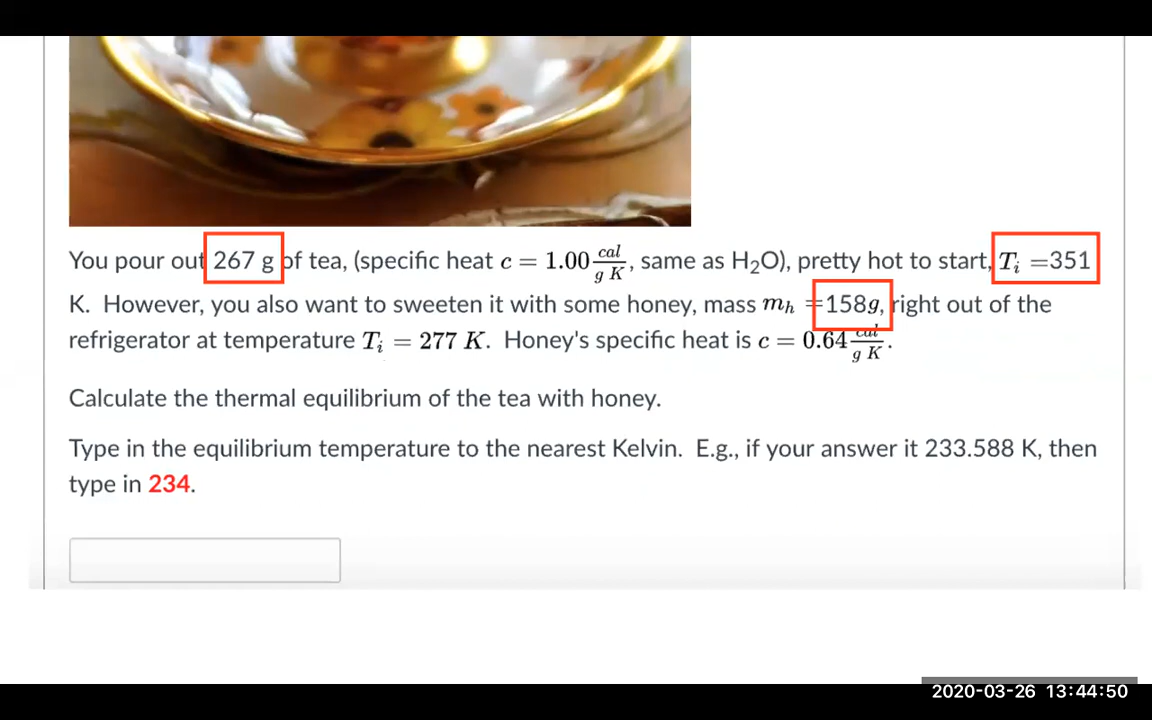 You pour out 267 g of tea, (specific heat c = 1.00 cal/g K, same as H₂O), pretty hot to start, Tᵢ =351
K. However, you also want to sweeten it with some honey, mass mₕ =158g, right out of the
refrigerator at temperature Tᵢ = 277 K. Honey's specific heat is c = 0.64 cal/g K.
Calculate the thermal equilibrium of the tea with honey.
Type in the equilibrium temperature to the nearest Kelvin. E.g., if your answer it 233.588 K, then
type in 234.
2020-03-26 13:44:50